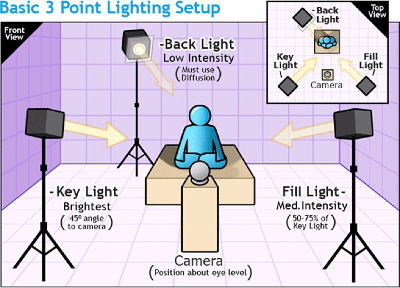 Basic 3 Point Lighting Setup
Front
View
-Back Light
Low Intensity
(Must use
Diffusion)
Top
View
-Back
Light
Key
Light
Fill
Light
Camera
-Key Light
Brightest
(45º angle
to camera)
Fill Light-
Med.Intensity
(50-75% of
Key Light)
Camera
(Position about eye level)